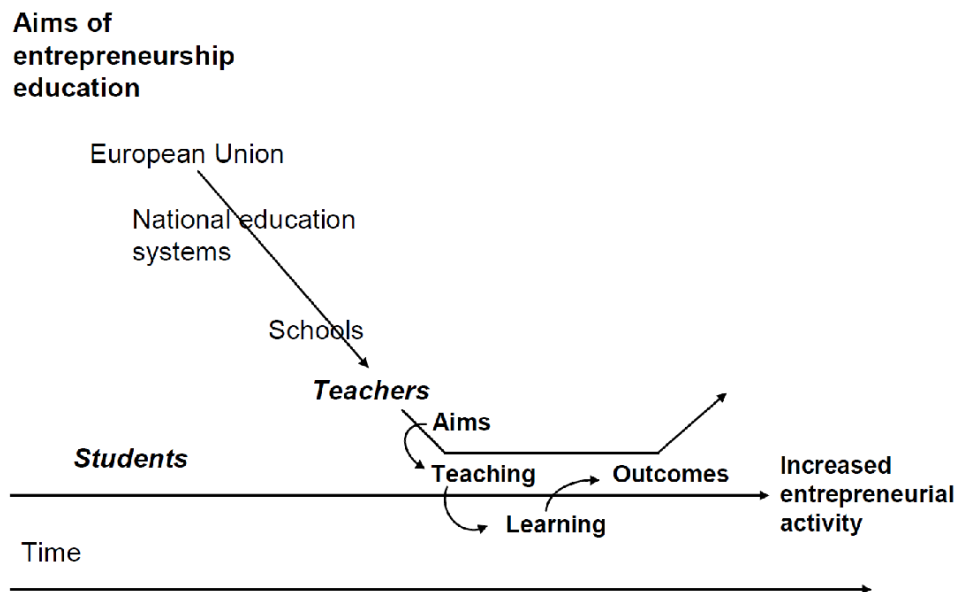 Aims of
entrepreneurship
education
European Union
National education
systems
Schools
Teachers
Aims
Students
Teaching
Outcomes
Increased
entrepreneurial
activity
Learning
Time